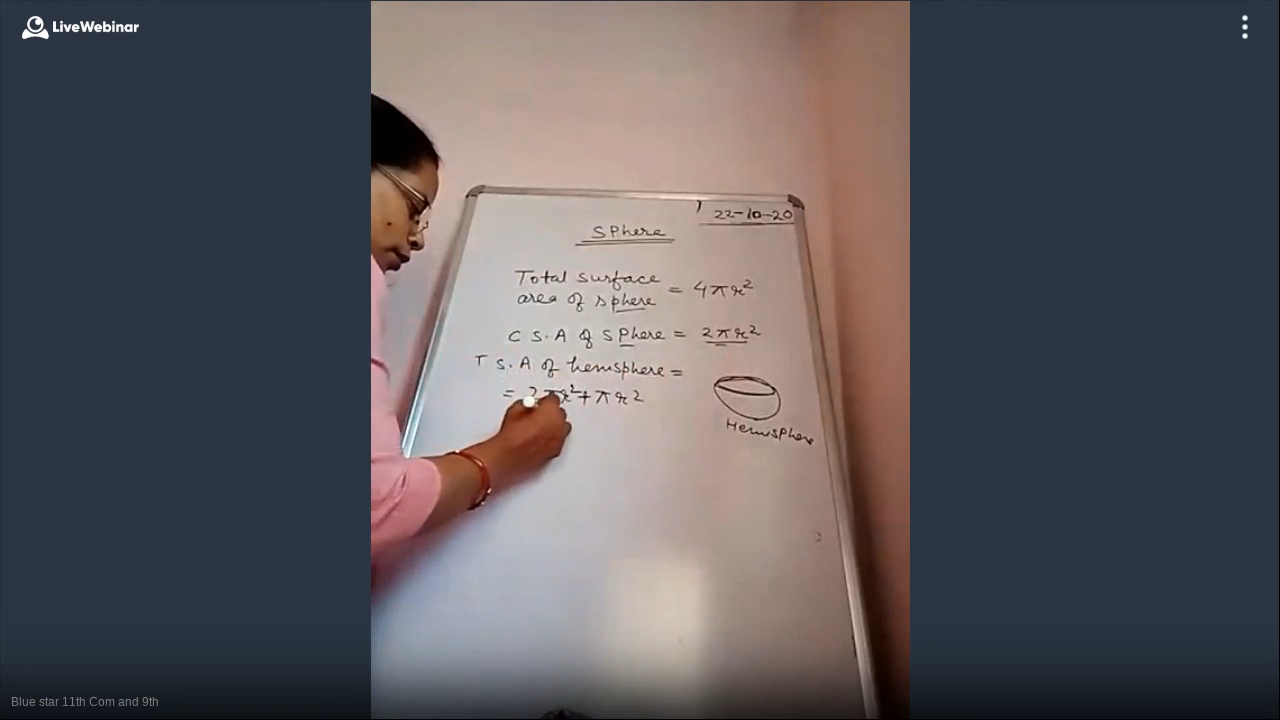 LiveWebinar
22-10-20
SPhere
Total surface
area of sphere = 4πr²
C S.A of SPhere = 2πr²
T S.A of hemisphere =
= 2πr² + πr²
Hemisphere
Blue star 11th Com and 9th